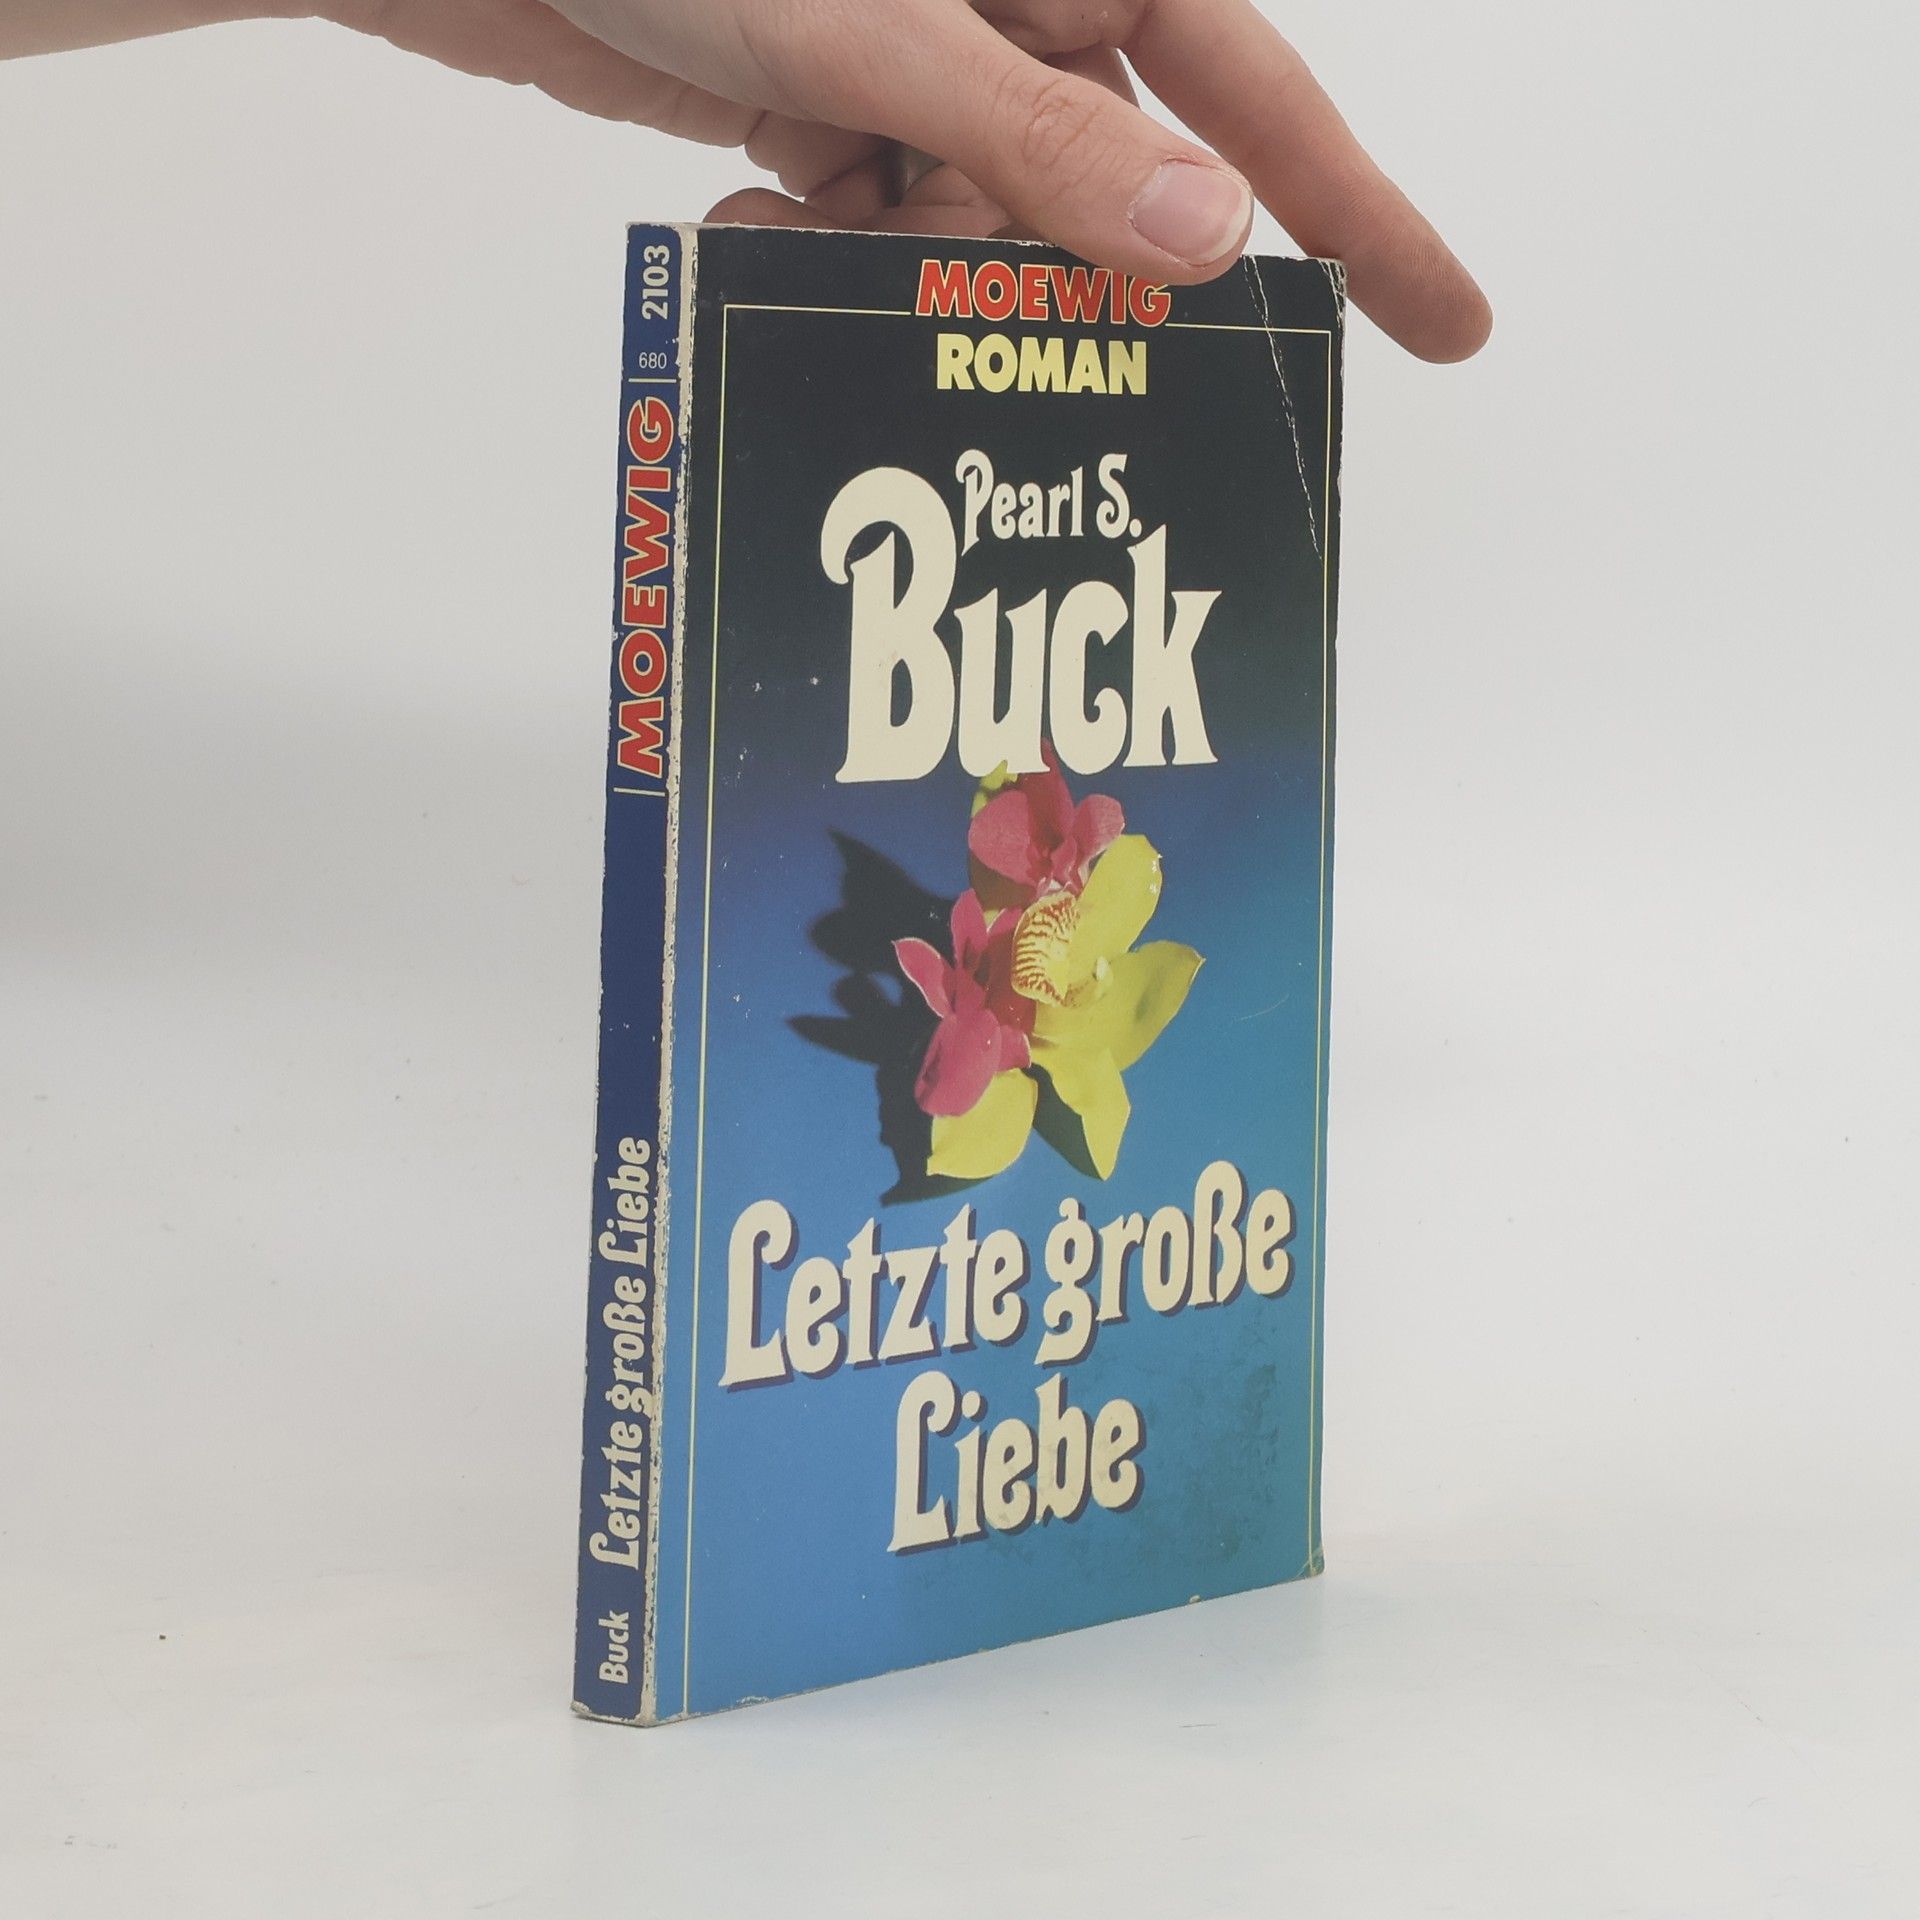 MOEWIG
ROMAN
Pearl S.
Buck
Letzte große
Liebe
Buck Letzte große Liebe MOEWIG 680 2103